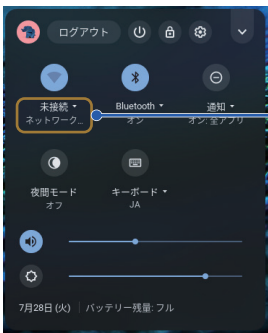 ログアウト
未接続 Bluetooth 通知
ネットワーク... オン オン: 全アプリ
夜間モード キーボード
オフ JA
7月28日 (火) バッテリー残量: フル